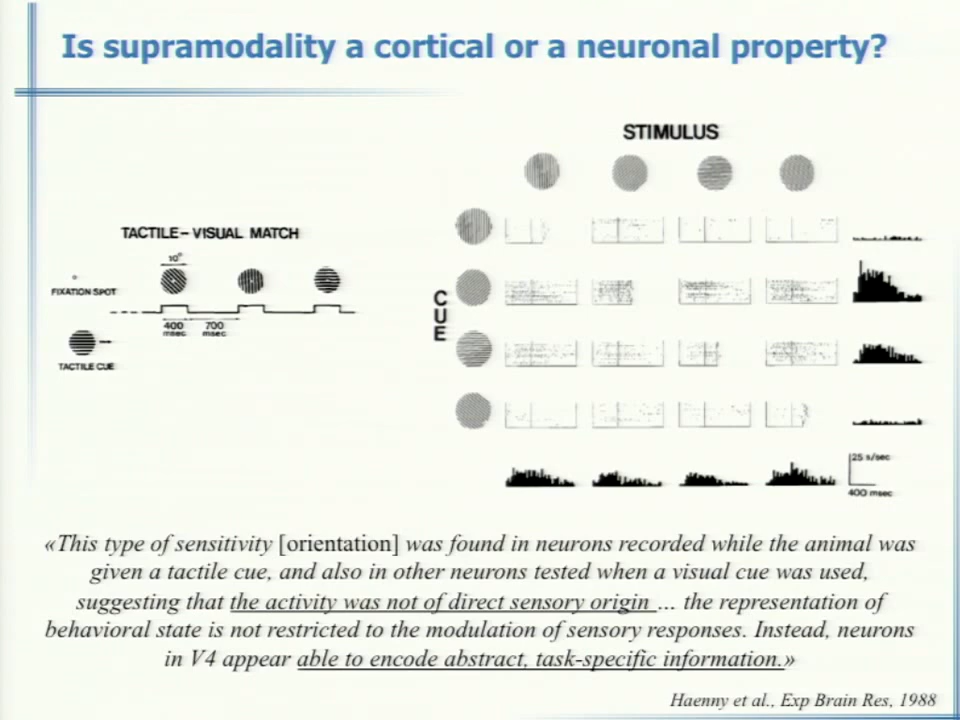 Is supramodality a cortical or a neuronal property?
STIMULUS
TACTILE – VISUAL MATCH
10°
FIXATION SPOT
400 msec
700 msec
TACTILE CUE
CUE
25 s/sec
400 msec
«This type of sensitivity [orientation] was found in neurons recorded while the animal was
given a tactile cue, and also in other neurons tested when a visual cue was used,
suggesting that the activity was not of direct sensory origin ... the representation of
behavioral state is not restricted to the modulation of sensory responses. Instead, neurons
in V4 appear able to encode abstract, task-specific information.»
Haenny et al., Exp Brain Res, 1988